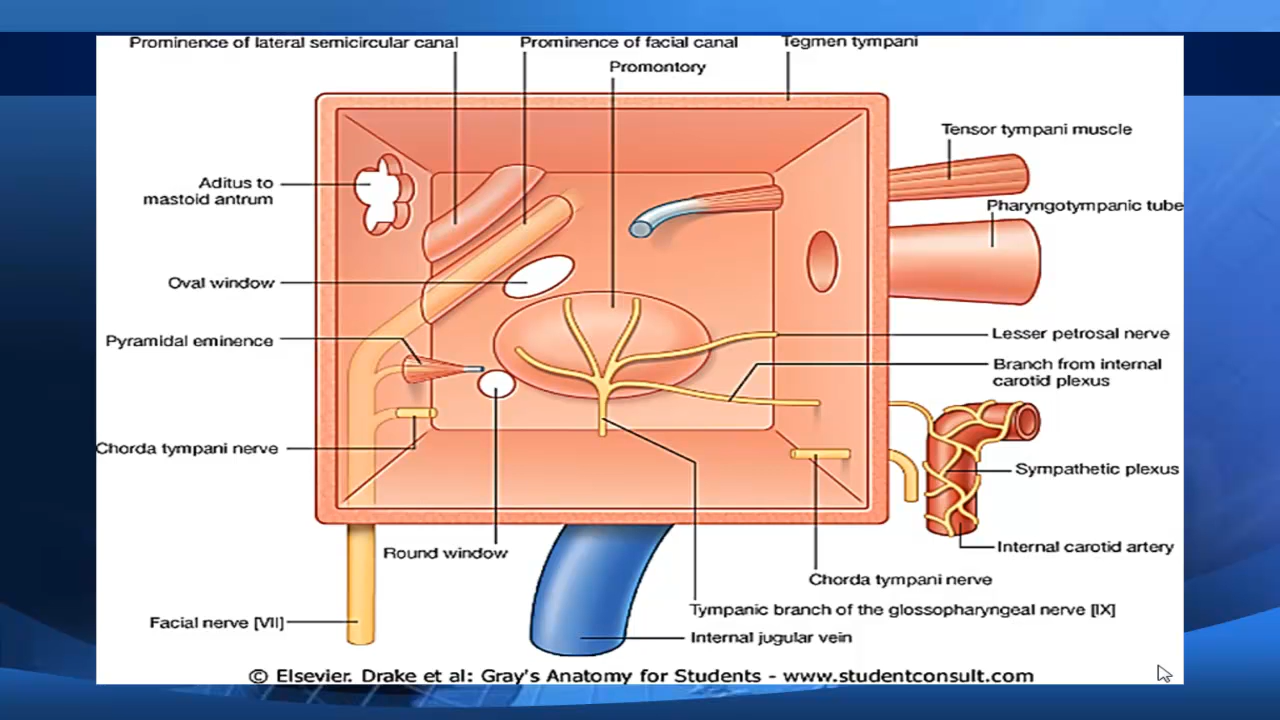 Prominence of lateral semicircular canal
Prominence of facial canal
Tegmen tympani
Promontory
Tensor tympani muscle
Aditus to
mastoid antrum
Pharyngotympanic tube
Oval window
Pyramidal eminence
Lesser petrosal nerve
Branch from internal
carotid plexus
Chorda tympani nerve
Sympathetic plexus
Round window
Internal carotid artery
Chorda tympani nerve
Tympanic branch of the glossopharyngeal nerve [IX]
Facial nerve [VII]
Internal jugular vein
© Elsevier. Drake et al: Gray's Anatomy for Students - www.studentconsult.com